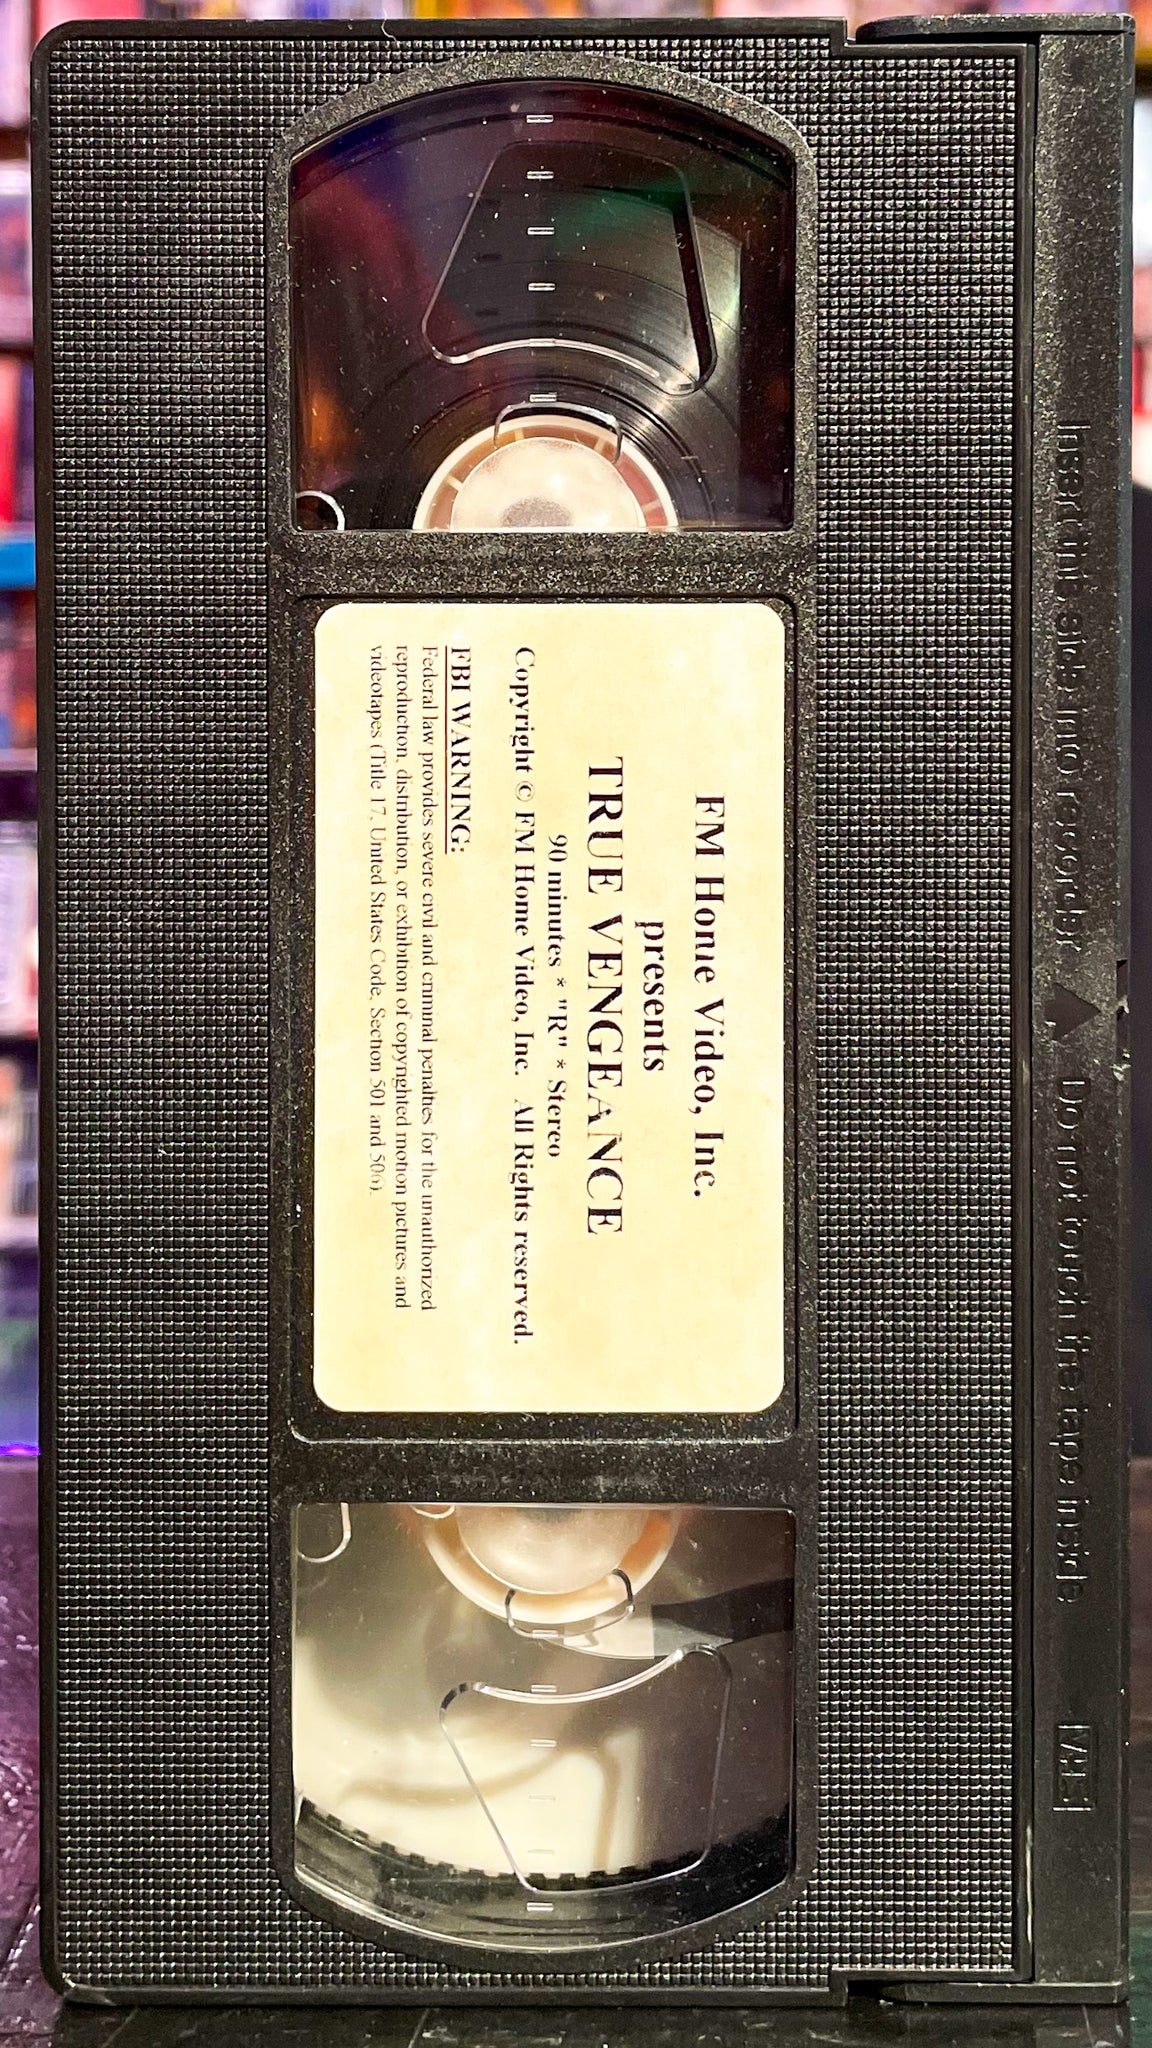 FM Home Video, Inc.
presents
TRUE VENGEANCE
90 minutes * "R" * Stereo
Copyright © FM Home Video, Inc. All Rights reserved.
FBI WARNING:
Federal law provides severe civil and criminal penalties for the unauthorized
reproduction, distribution, or exhibition of copyrighted motion pictures and
videotapes (Title 17, United States Code, Section 501 and 506).
Insert this side into recorder ▲ Do not touch the tape inside
VHS